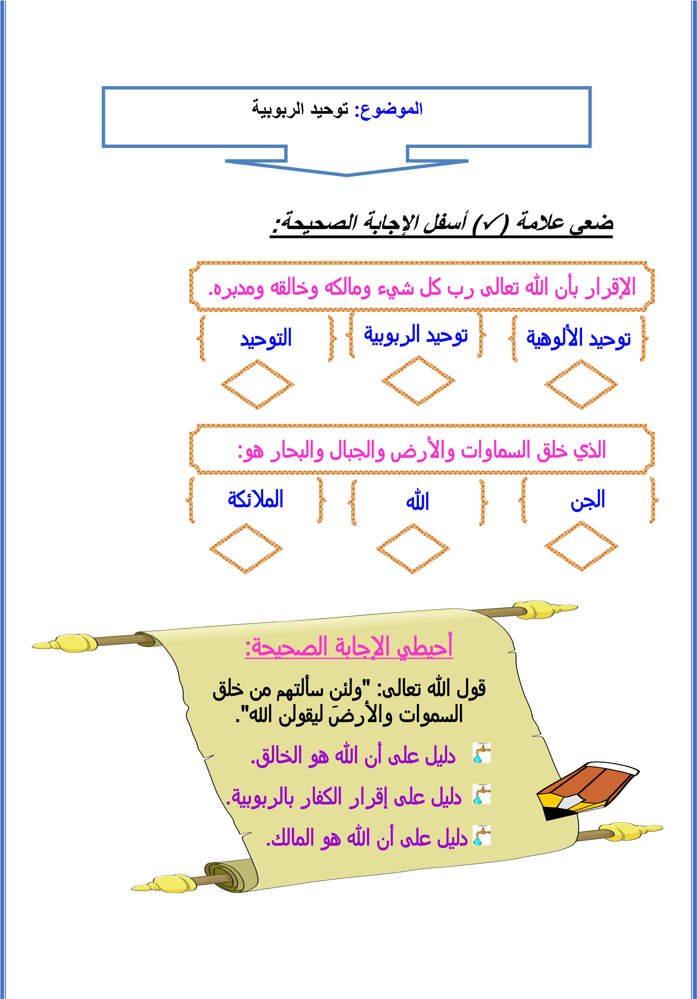 الموضوع: توحيد الربوبية
ضعي علامة (✓) أسفل الإجابة الصحيحة:
الإقرار بأن الله تعالى رب كل شيء ومالكه وخالقه ومدبره.
توحيد الألوهية
توحيد الربوبية
التوحيد
الذي خلق السماوات والأرض والجبال والبحار هو:
الجن
الله
الملائكة
أحيطي الإجابة الصحيحة:
قول الله تعالى: "ولئن سألتهم من خلق
السموات والأرضَ ليقولن الله".
دليل على أن الله هو الخالق.
دليل على إقرار الكفار بالربوبية.
دليل على أن الله هو المالك.